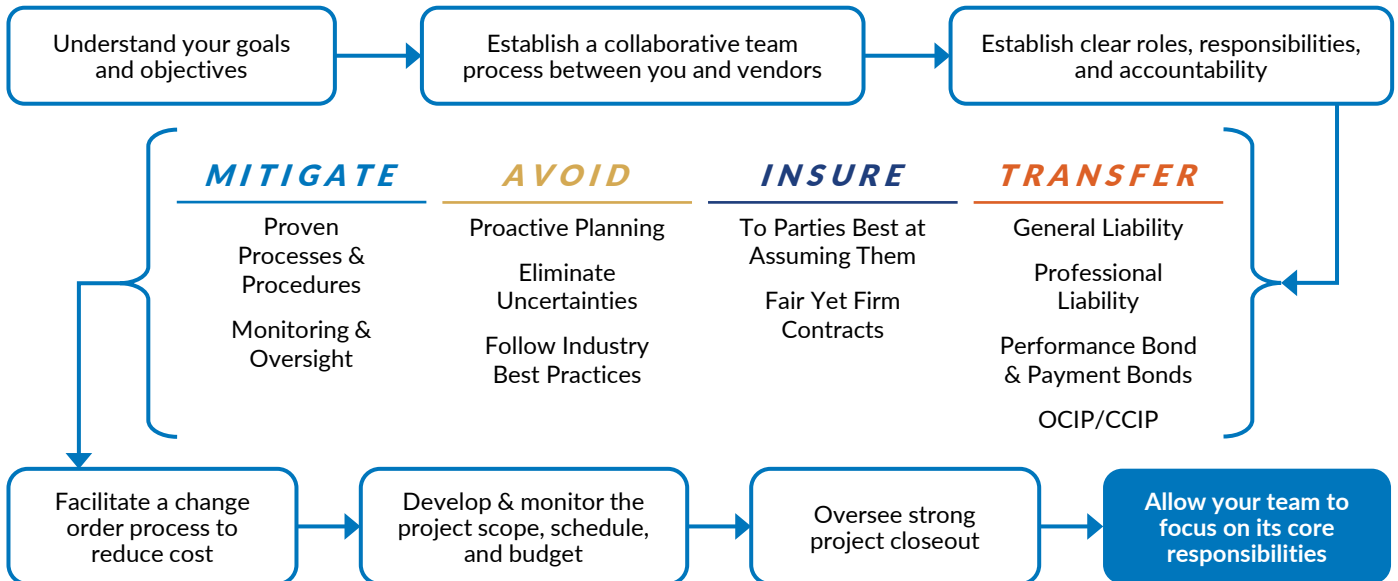 Understand your goals
and objectives
Establish a collaborative team
process between you and vendors
Establish clear roles, responsibilities,
and accountability
MITIGATE
Proven
Processes &
Procedures
Monitoring &
Oversight
AVOID
Proactive Planning
Eliminate
Uncertainties
Follow Industry
Best Practices
INSURE
To Parties Best at
Assuming Them
Fair Yet Firm
Contracts
TRANSFER
General Liability
Professional
Liability
Performance Bond
& Payment Bonds
OCIP/CCIP
Facilitate a change
order process to
reduce cost
Develop & monitor the
project scope, schedule,
and budget
Oversee strong
project closeout
Allow your team to
focus on its core
responsibilities